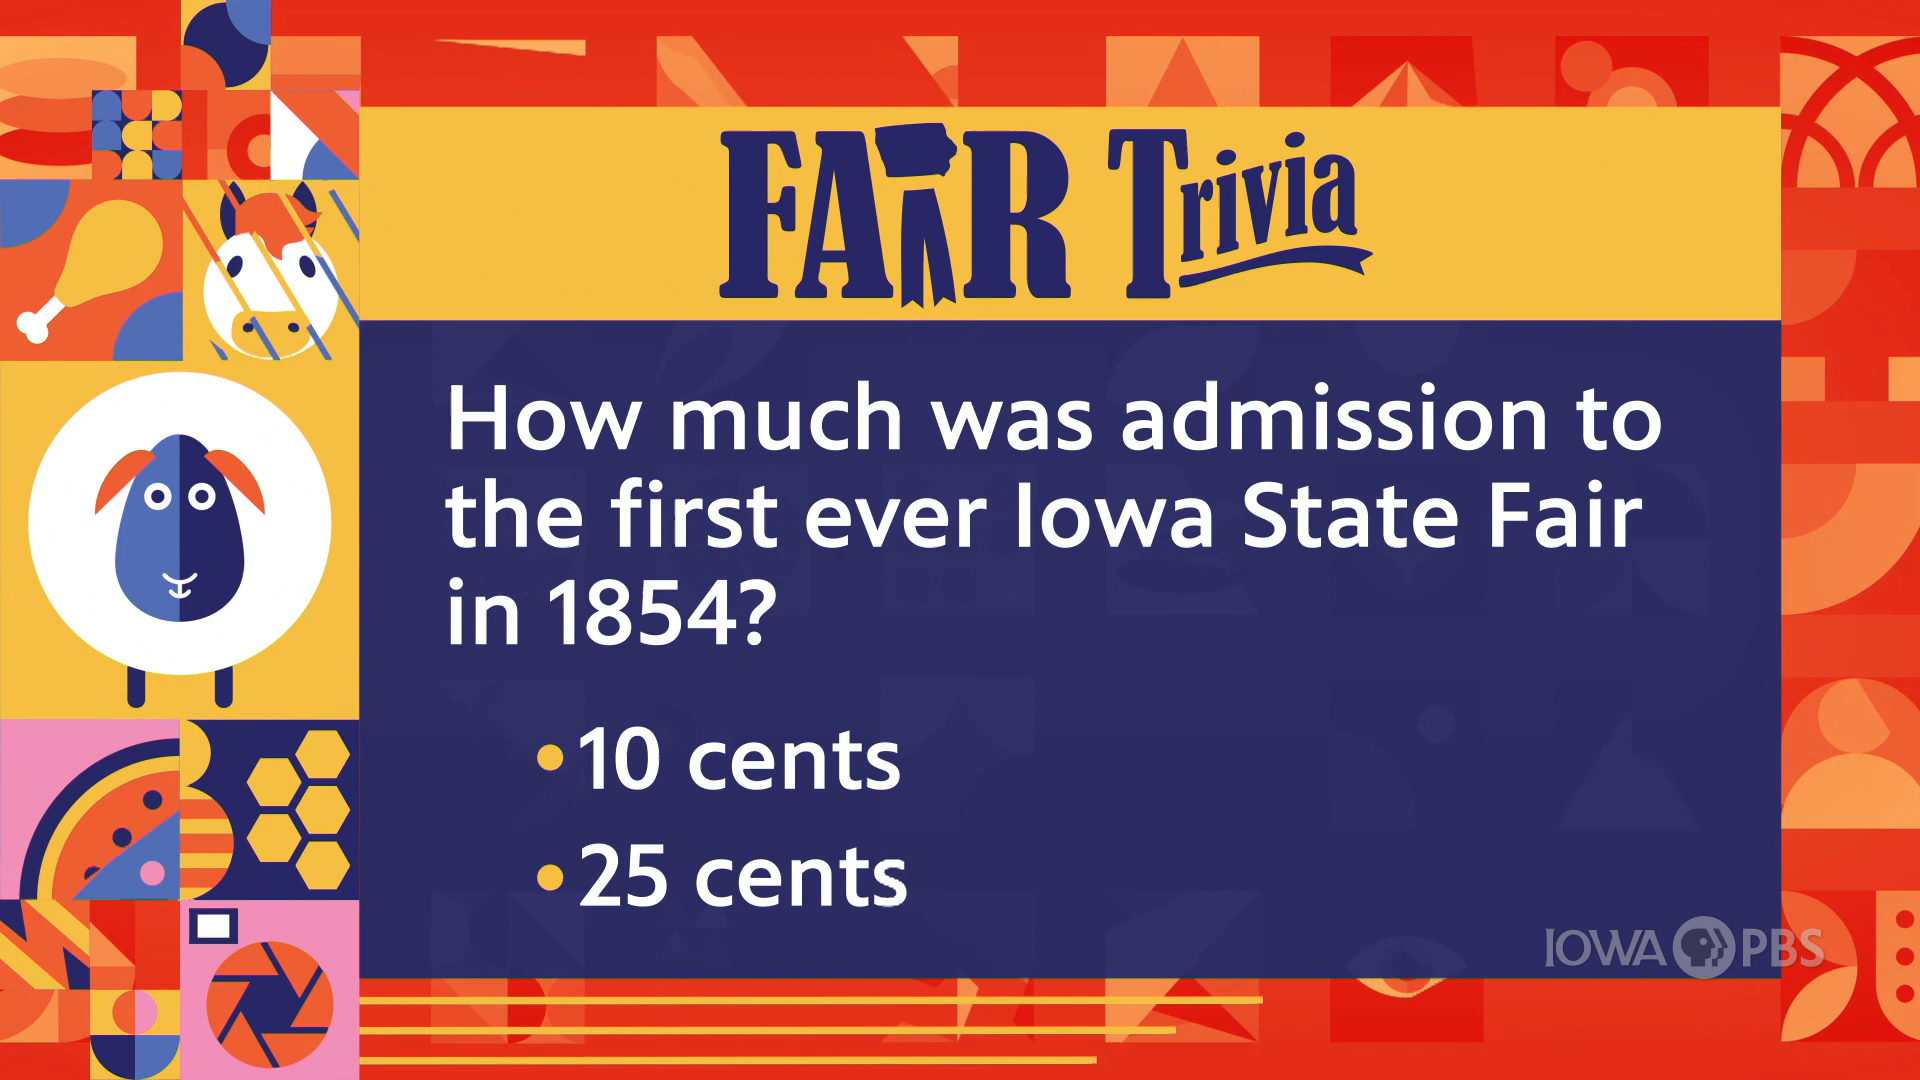 FAIR Trivia
How much was admission to
the first ever Iowa State Fair
in 1854?
• 10 cents
• 25 cents
IOWA PBS